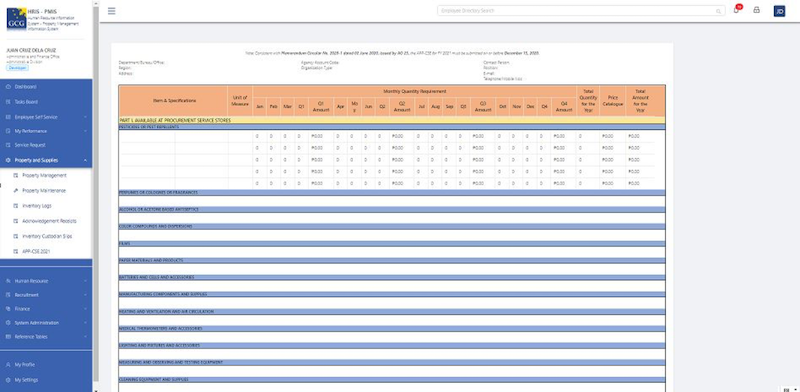 HRIS - PMIS
Human Resource Information
System - Property Management
Information System
GCG
JUAN CRUZ DELA CRUZ
Administrative and Finance Office
Administrative Division
Developer
Dashboard
Tasks Board
Employee Self Service
My Performance
Service Request
Property and Supplies
Property Management
Property Maintenance
Inventory Logs
Acknowledgement Receipts
Inventory Custodian Slips
APP-CSE 2021
Human Resource
Recruitment
Finance
System Administration
Reference Tables
My Profile
My Settings
Employee Directory Search
JD
Note: Consistent with Memorandum Circular No. 2020-1 dated 02 June 2020, issued by AO 25, the APP-CSE for FY 2021 must be submitted on or before
Department/Bureau/Office:
Region:
Address:
Agency Account Code:
Organization Type:
Contact Person:
Position:
E-mail:
Telephone/Mobile Nos:
Item & Specifications
Unit of
Measure
Monthly Quantity Requirement
Jan Feb Mar Q1 Q1 Amount Apr May Jun Q2 Q2 Amount Jul Aug Sep Q3 Q3 Amount Oct Nov Dec Q4 Q4 Amount
Total
Quantity
for the
Year
Price
Catalogue
Total
Amount
for the
Year
PART I. AVAILABLE AT PROCUREMENT SERVICE STORES
PESTICIDES OR PEST REPELLENTS
0 0 0 0 ₱0.00 0 0 0 0 ₱0.00 0 0 0 0 ₱0.00 0 0 0 0 ₱0.00 0 ₱0.00 ₱0.00
0 0 0 0 ₱0.00 0 0 0 0 ₱0.00 0 0 0 0 ₱0.00 0 0 0 0 ₱0.00 0 ₱0.00 ₱0.00
0 0 0 0 ₱0.00 0 0 0 0 ₱0.00 0 0 0 0 ₱0.00 0 0 0 0 ₱0.00 0 ₱0.00 ₱0.00
0 0 0 0 ₱0.00 0 0 0 0 ₱0.00 0 0 0 0 ₱0.00 0 0 0 0 ₱0.00 0 ₱0.00 ₱0.00
0 0 0 0 ₱0.00 0 0 0 0 ₱0.00 0 0 0 0 ₱0.00 0 0 0 0 ₱0.00 0 ₱0.00 ₱0.00
PERFUMES OR COLOGNES OR FRAGRANCES
ALCOHOL OR ACETONE BASED ANTISEPTICS
COLOR COMPOUNDS AND DISPERSIONS
FILMS
PAPER MATERIALS AND PRODUCTS
BATTERIES AND CELLS AND ACCESSORIES
MANUFACTURING COMPONENTS AND SUPPLIES
HEATING AND VENTILATION AND AIR CIRCULATION
MEDICAL THERMOMETERS AND ACCESSORIES
LIGHTING AND FIXTURES AND ACCESSORIES
MEASURING AND OBSERVING AND TESTING EQUIPMENT
CLEANING EQUIPMENT AND SUPPLIES